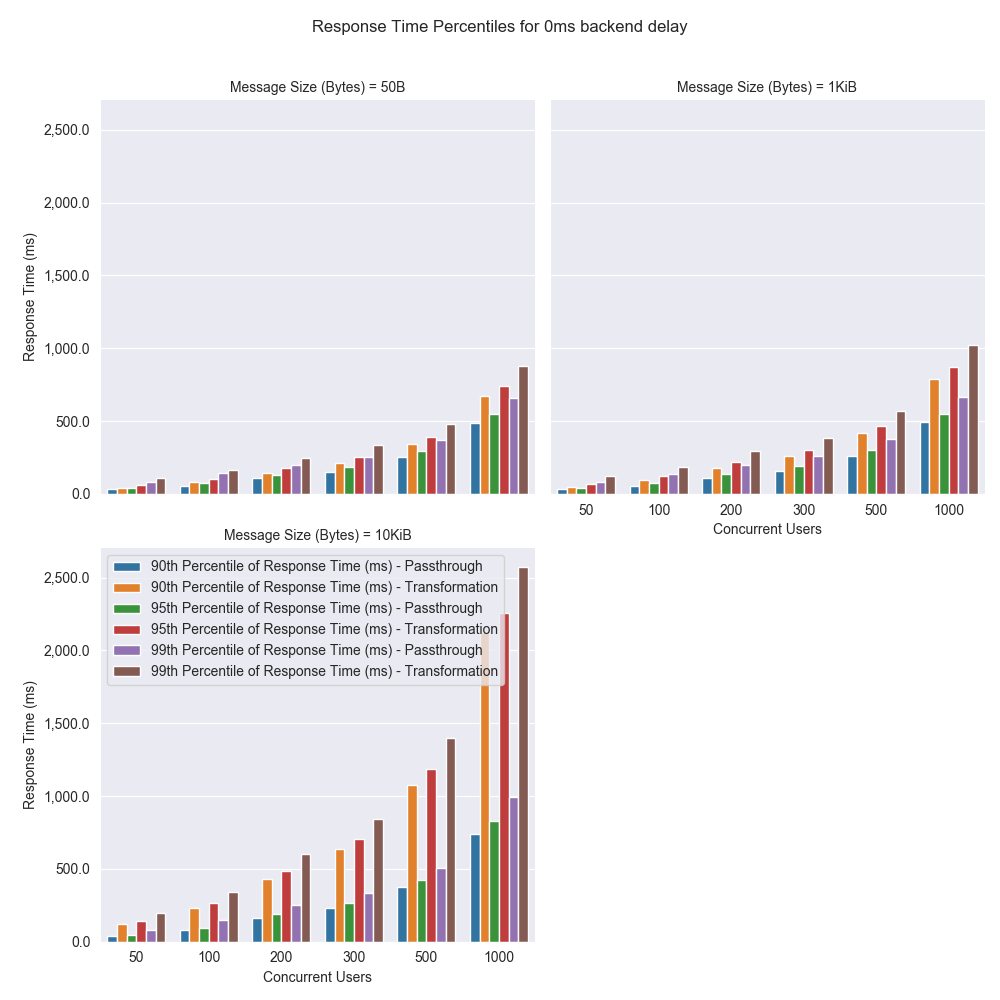 Response Time Percentiles for 0ms backend delay
Message Size (Bytes) = 50B
2,500.0
2,000.0
1,500.0
1,000.0
500.0
0.0
Response Time (ms)
Message Size (Bytes) = 1KiB
50 100 200 300 500 1000
Concurrent Users
Message Size (Bytes) = 10KiB
2,500.0
2,000.0
1,500.0
1,000.0
500.0
0.0
Response Time (ms)
90th Percentile of Response Time (ms) - Passthrough
90th Percentile of Response Time (ms) - Transformation
95th Percentile of Response Time (ms) - Passthrough
95th Percentile of Response Time (ms) - Transformation
99th Percentile of Response Time (ms) - Passthrough
99th Percentile of Response Time (ms) - Transformation
50 100 200 300 500 1000
Concurrent Users